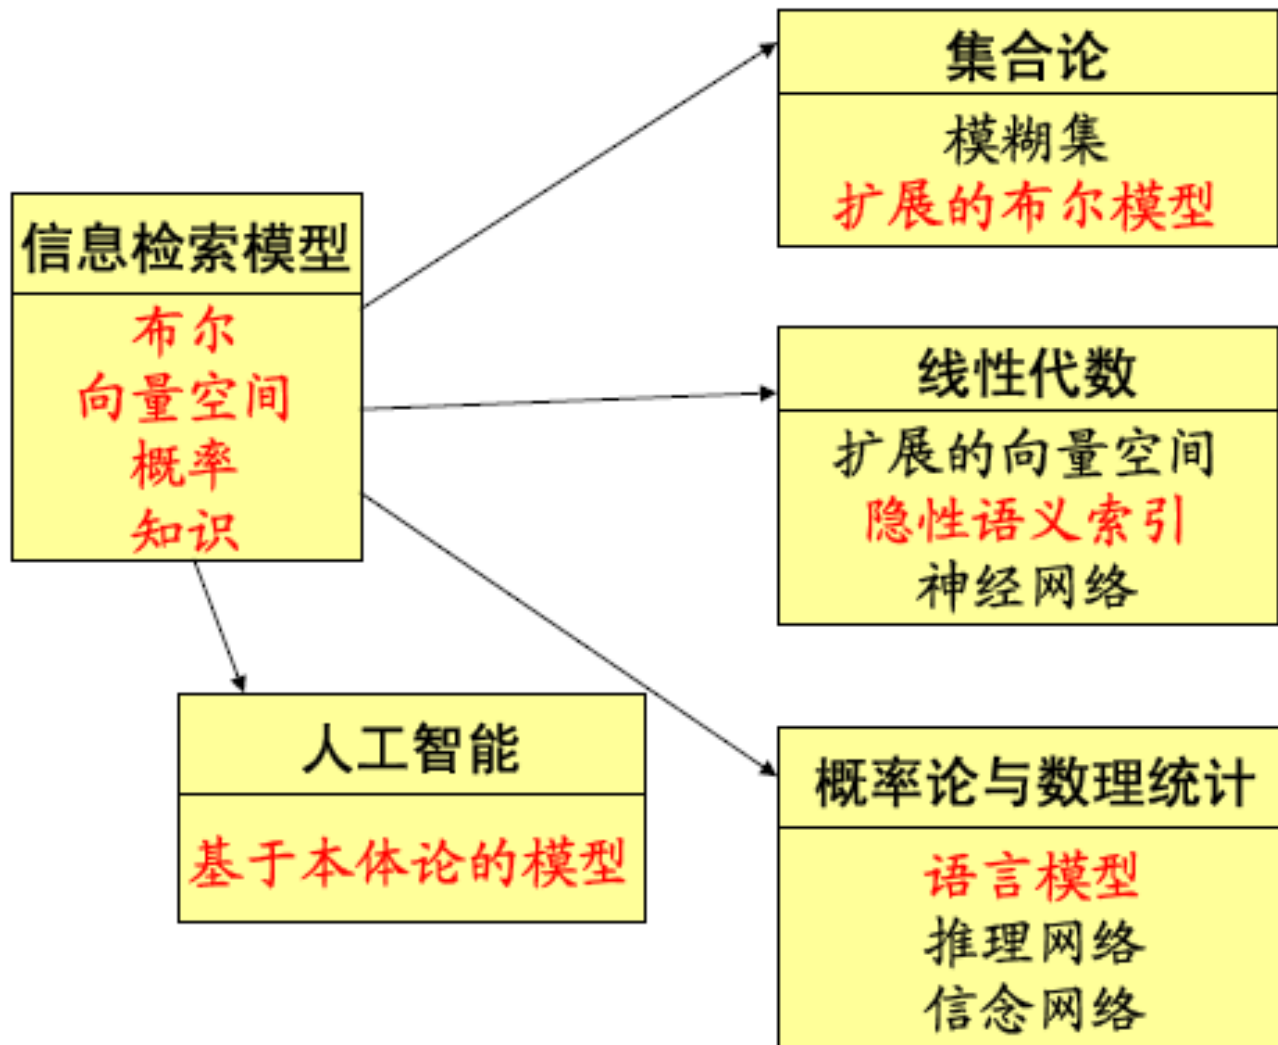 信息检索模型
布尔
向量空间
概率
知识
集合论
模糊集
扩展的布尔模型
线性代数
扩展的向量空间
隐性语义索引
神经网络
人工智能
基于本体论的模型
概率论与数理统计
语言模型
推理网络
信念网络